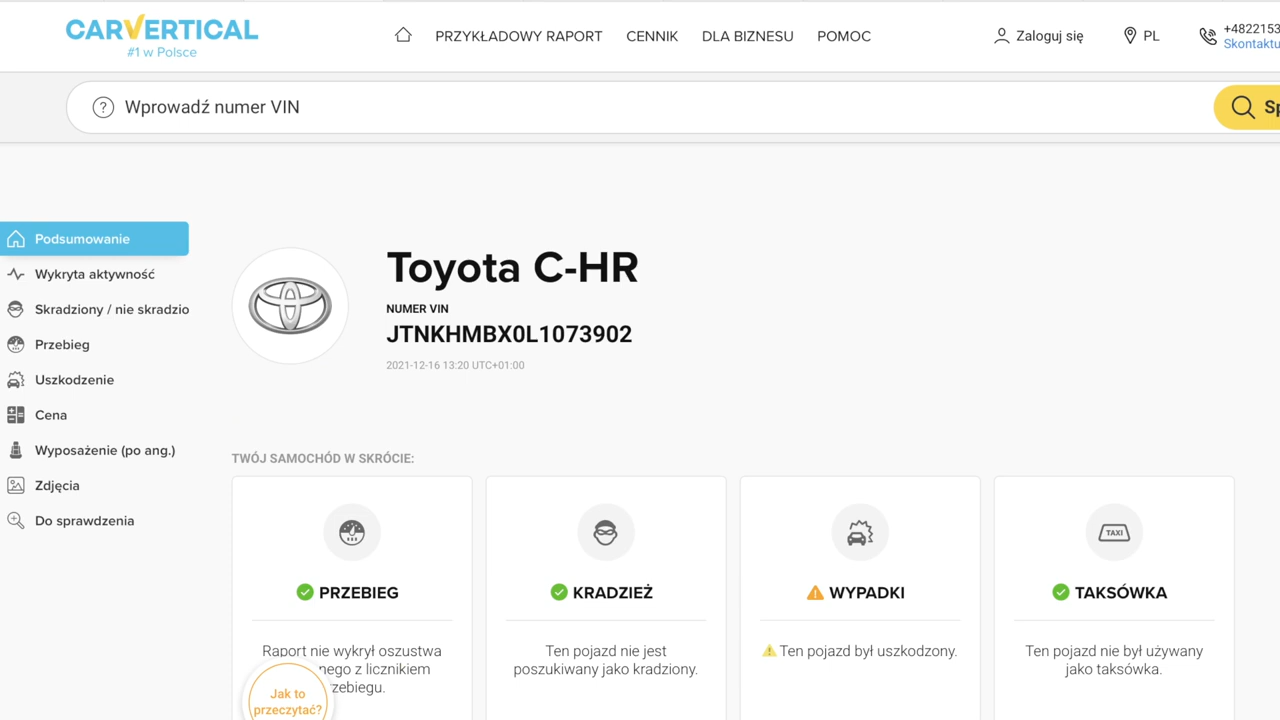 CARVERTICAL
#1 w Polsce
PRZYKŁADOWY RAPORT
CENNIK
DLA BIZNESU
POMOC
Zaloguj się
PL
+4822153
Skontaktu
? Wprowadź numer VIN
Sp
Podsumowanie
Wykryta aktywność
Skradziony / nie skradzio
Przebieg
Uszkodzenie
Cena
Wyposażenie (po ang.)
Zdjęcia
Do sprawdzenia
Toyota C-HR
NUMER VIN
JTNKHMBX0L1073902
2021-12-16 13:20 UTC+01:00
TWÓJ SAMOCHÓD W SKRÓCIE:
PRZEBIEG
Raport nie wykrył oszustwa
nego z licznikiem
rzebiegu.
Jak to
przeczytać?
KRADZIEŻ
Ten pojazd nie jest
poszukiwany jako kradziony.
WYPADKI
Ten pojazd był uszkodzony.
TAXI
TAKSÓWKA
Ten pojazd nie był używany
jako taksówka.